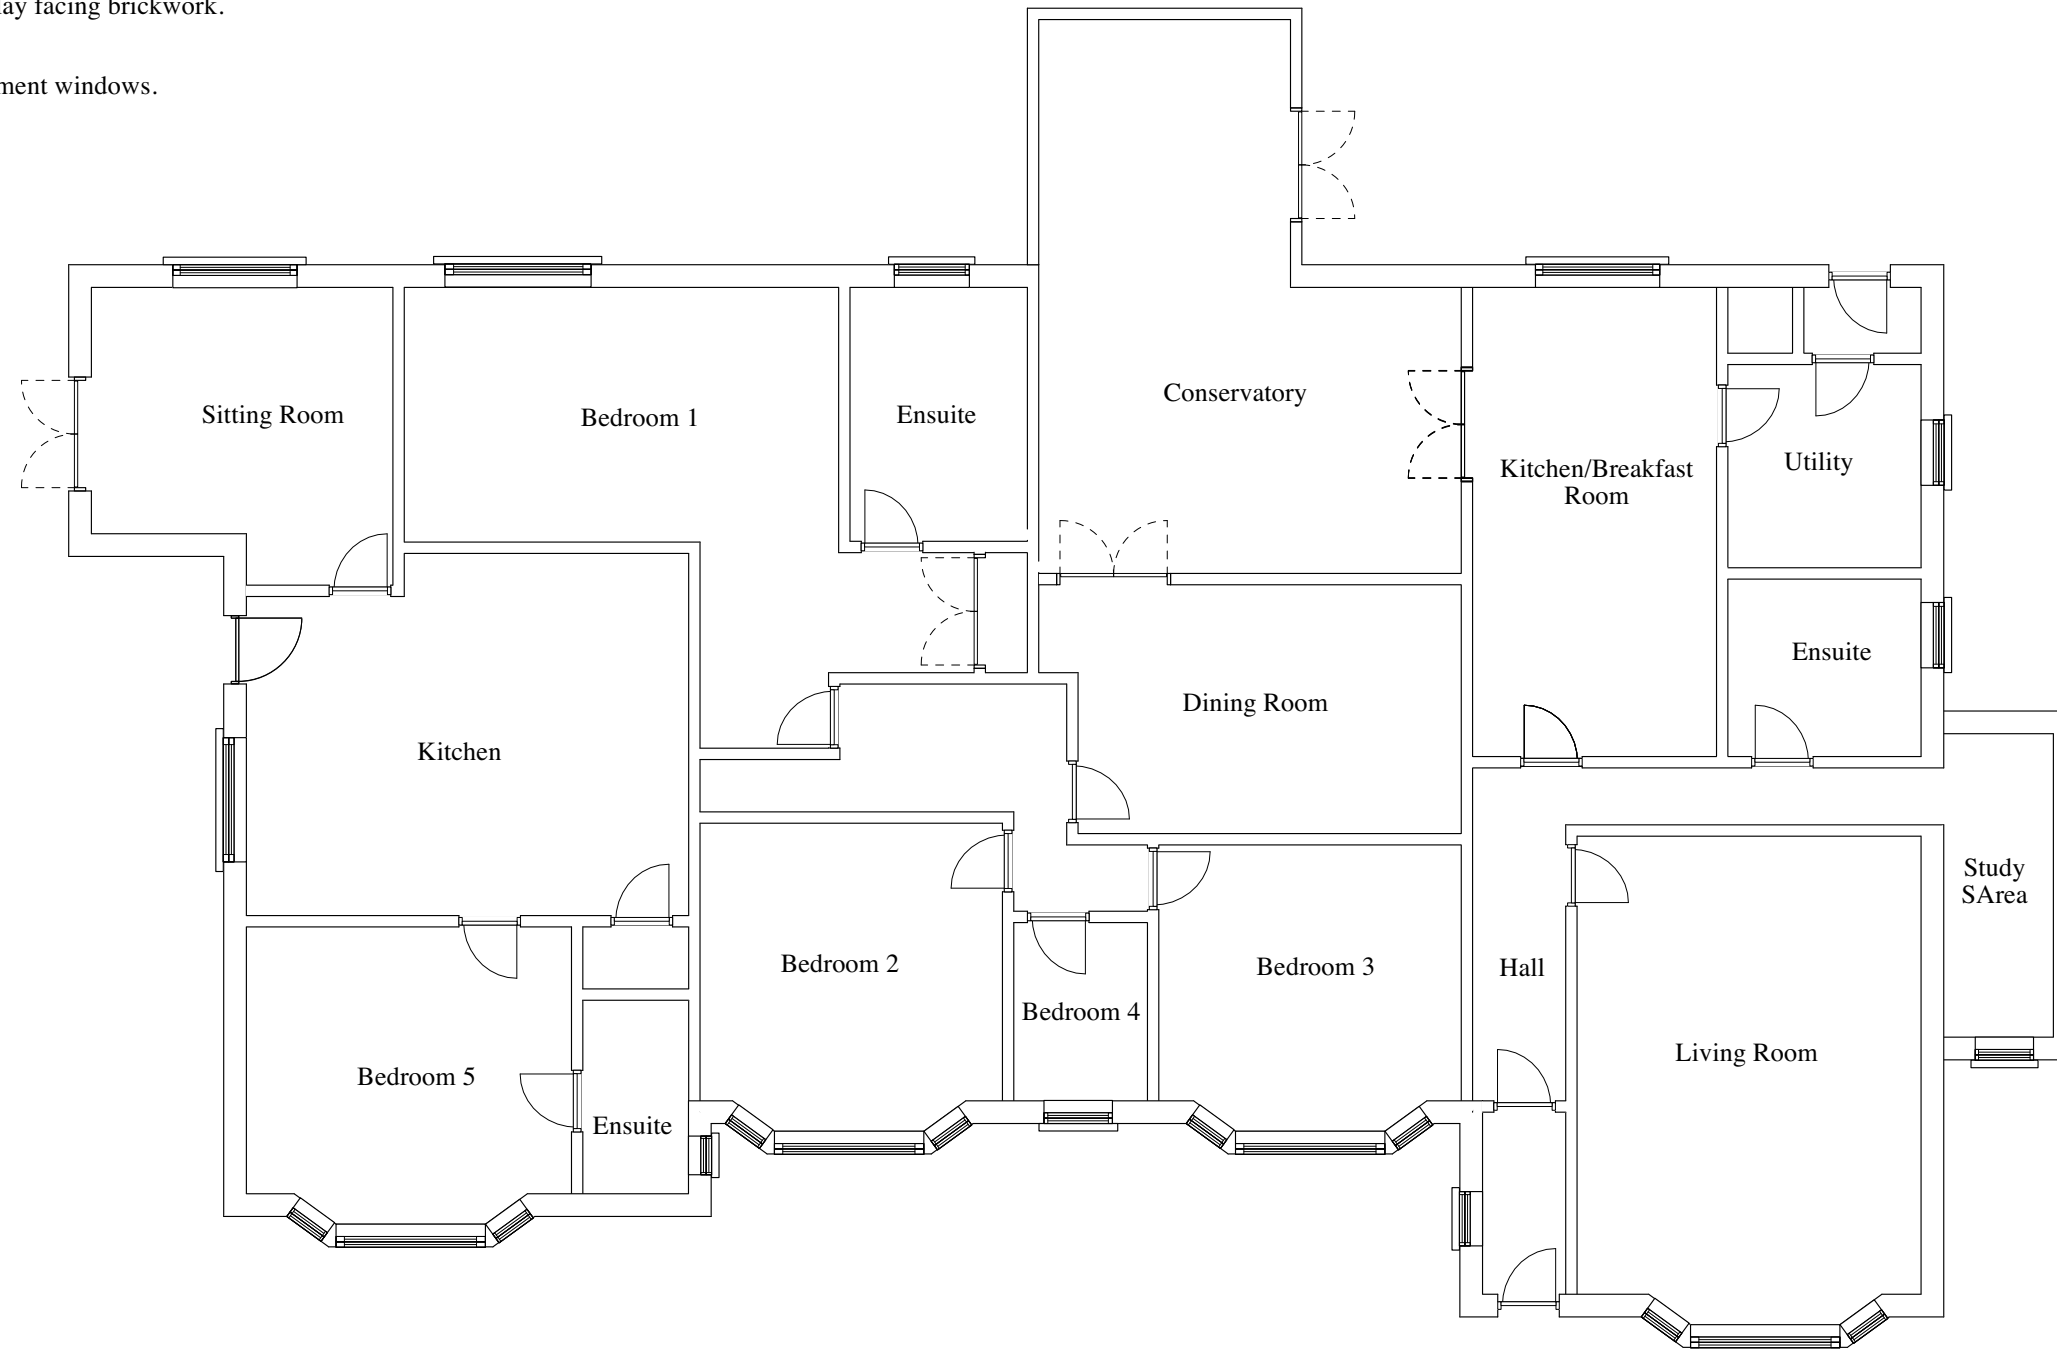 lay facing brickwork.
ment windows.
Conservatory
Sitting Room
Bedroom 1
Ensuite
Kitchen/Breakfast
Room
Utility
Ensuite
Dining Room
Kitchen
Study
SArea
Bedroom 2
Bedroom 3
Hall
Bedroom 4
Living Room
Bedroom 5
Ensuite